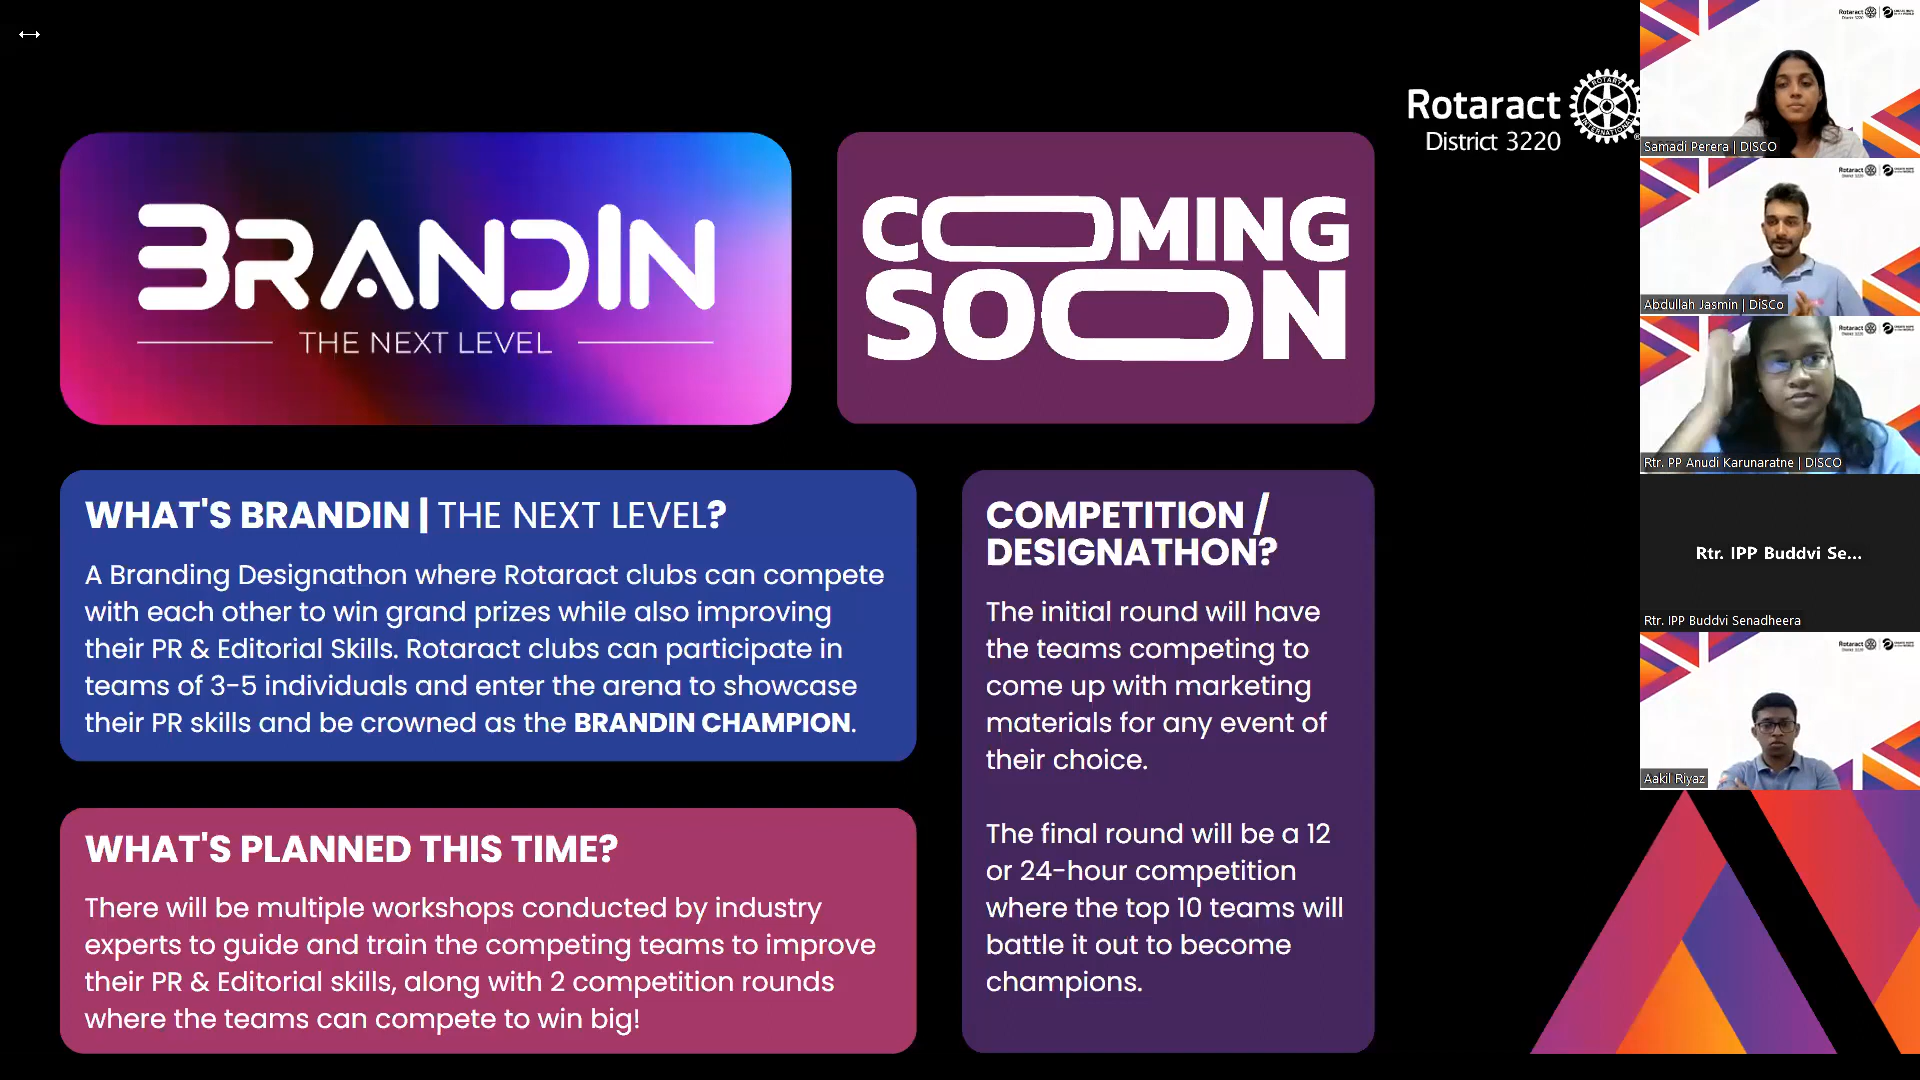 BRANDIN
THE NEXT LEVEL
COMING
SOON
Rotaract
District 3220
WHAT'S BRANDIN | THE NEXT LEVEL?
A Branding Designathon where Rotaract clubs can compete
with each other to win grand prizes while also improving
their PR & Editorial Skills. Rotaract clubs can participate in
teams of 3-5 individuals and enter the arena to showcase
their PR skills and be crowned as the BRANDIN CHAMPION.
WHAT'S PLANNED THIS TIME?
There will be multiple workshops conducted by industry
experts to guide and train the competing teams to improve
their PR & Editorial skills, along with 2 competition rounds
where the teams can compete to win big!
COMPETITION /
DESIGNATHON?
The initial round will have
the teams competing to
come up with marketing
materials for any event of
their choice.
The final round will be a 12
or 24-hour competition
where the top 10 teams will
battle it out to become
champions.
Rotaract
Samadi Perera | DISCO
Rotaract
Abdullah Jasmin | DiSCo
Rotaract
Rtr. PP Anudi Karunaratne | DISCO
Rtr. IPP Buddvi Se...
Rtr. IPP Buddvi Senadheera
Rotaract
Aakil Riyaz